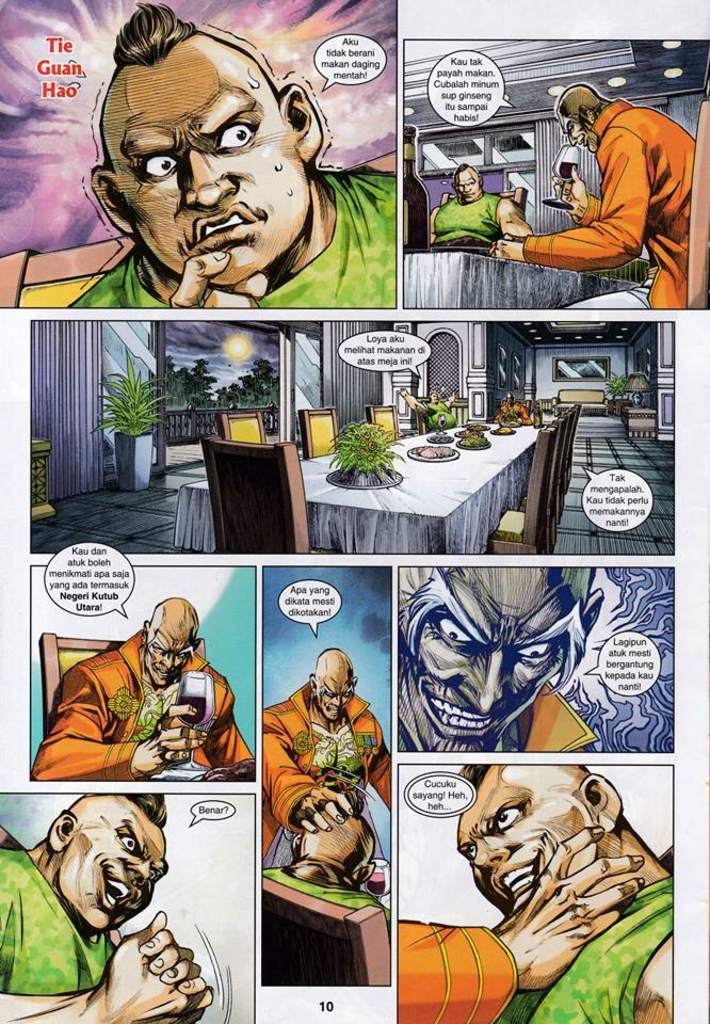 Tie
Guan
Hao
Aku
tidak berani
makan daging
mentah!
Kau tak
payah makan.
Cubalah minum
sup ginseng
itu sampai
habis!
Loya aku
melihat makanan
atas meja ini!
di
Tak
mengapalah.
Kau tidak perlu
memakannya
nanti!
Kau dan
atuk boleh
menikmati apa saja
yang ada termasuk
Negeri Kutub
Utara!
Apa yang
dikata mesti
dikotakan!
Lagipun
atuk mesti
bergantung
kepada kau
nanti!
Benar?
Cucuku
sayang! Heh,
heh...
10